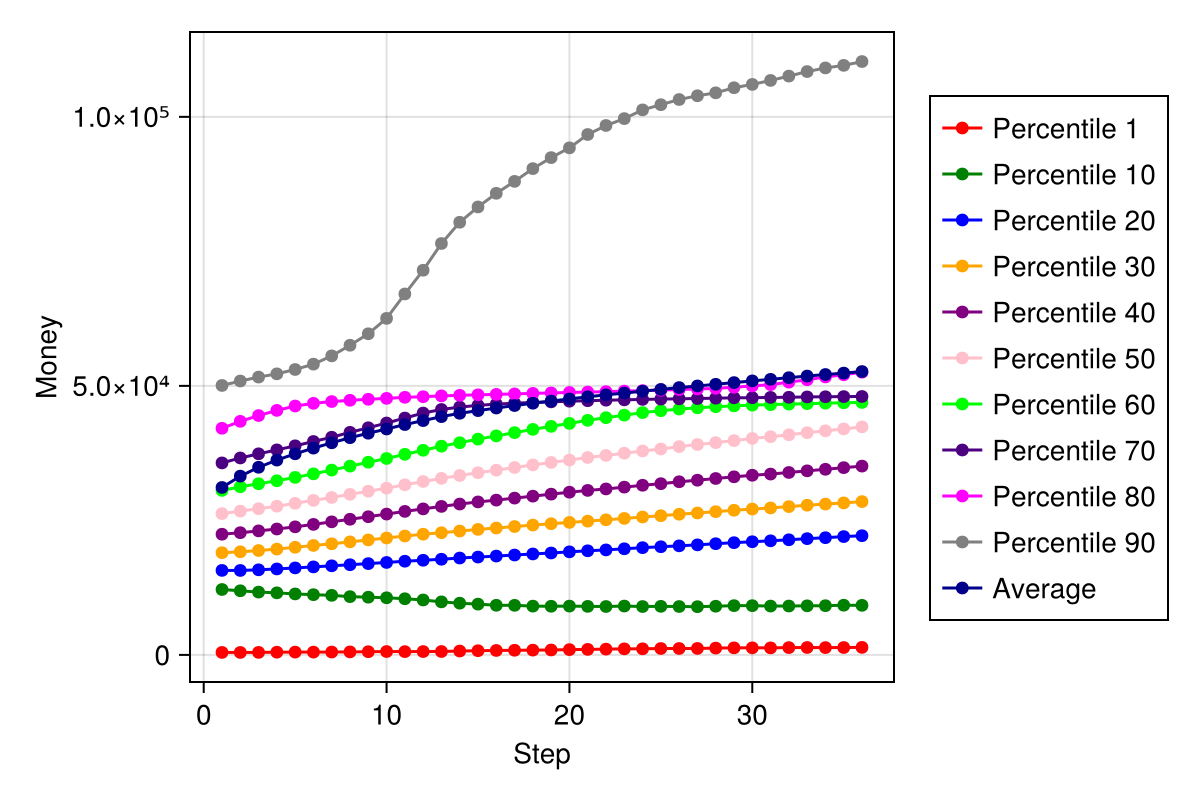 Money
1.0×10⁵
5.0×10⁴
0
0 10 20 30
Step
Percentile 1
Percentile 10
Percentile 20
Percentile 30
Percentile 40
Percentile 50
Percentile 60
Percentile 70
Percentile 80
Percentile 90
Average